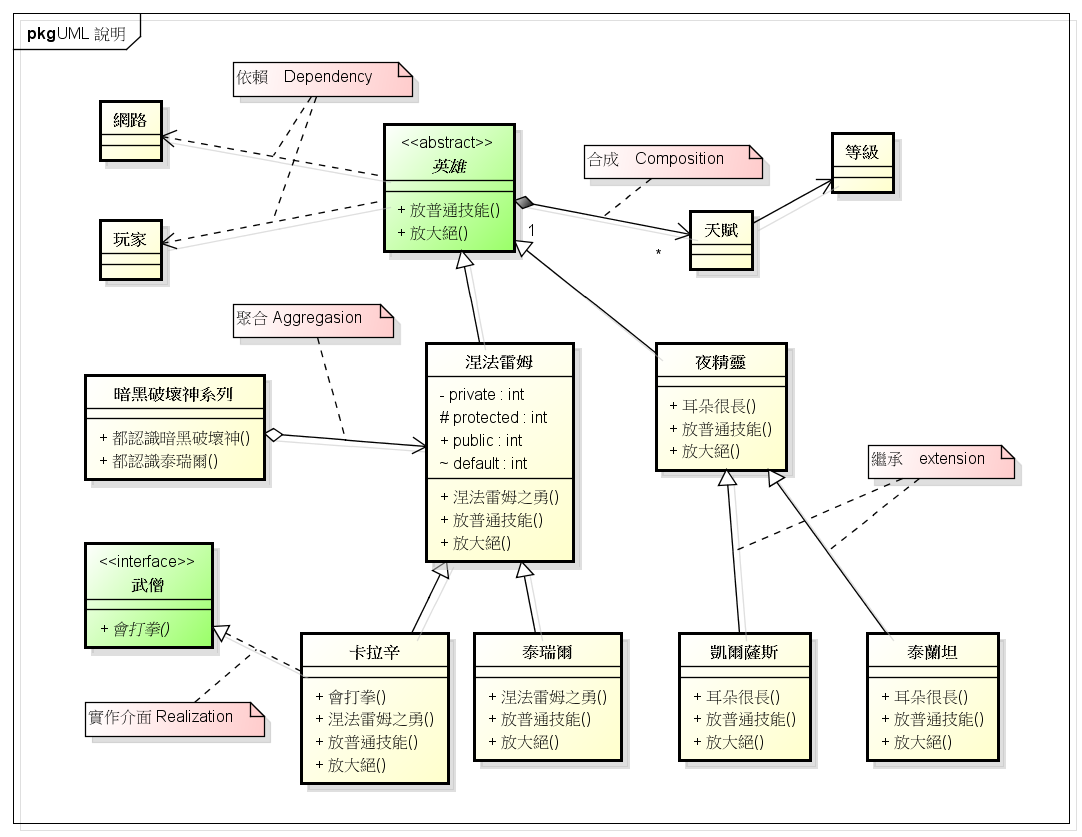 pkgUML 說明
依賴 Dependency
網路
玩家
<<abstract>>
英雄
+ 放普通技能()
+ 放大絕()
合成 Composition
等級
天賦
1
*
聚合 Aggregasion
暗黑破壞神系列
+ 都認識暗黑破壞神()
+ 都認識泰瑞爾()
涅法雷姆
- private : int
# protected : int
+ public : int
~ default : int
+ 涅法雷姆之勇()
+ 放普通技能()
+ 放大絕()
夜精靈
+ 耳朵很長()
+ 放普通技能()
+ 放大絕()
繼承 extension
<<interface>>
武僧
+ 會打拳()
實作介面 Realization
卡拉辛
+ 會打拳()
+ 涅法雷姆之勇()
+ 放普通技能()
+ 放大絕()
泰瑞爾
+ 涅法雷姆之勇()
+ 放普通技能()
+ 放大絕()
凱爾薩斯
+ 耳朵很長()
+ 放普通技能()
+ 放大絕()
泰蘭坦
+ 耳朵很長()
+ 放普通技能()
+ 放大絕()